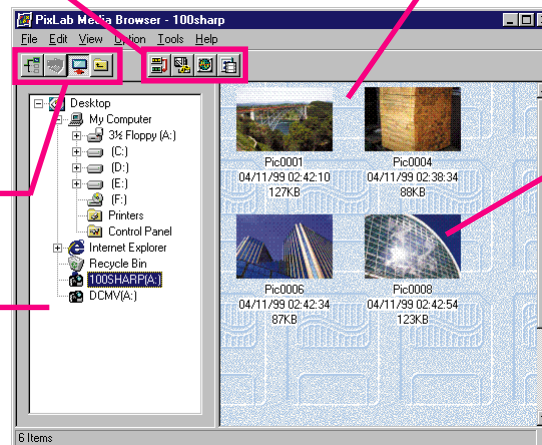 PixLab Media Browser - 100sharp
File Edit View Option Tools Help
Desktop
My Computer
3½ Floppy (A:)
(C:)
(D:)
(E:)
(F:)
Printers
Control Panel
Internet Explorer
Recycle Bin
100SHARP(A:)
DCMV(A:)
Pic0001
04/11/99 02:42:10
127KB
Pic0004
04/11/99 02:38:34
88KB
Pic0006
04/11/99 02:42:34
87KB
Pic0008
04/11/99 02:42:54
123KB
6 Items